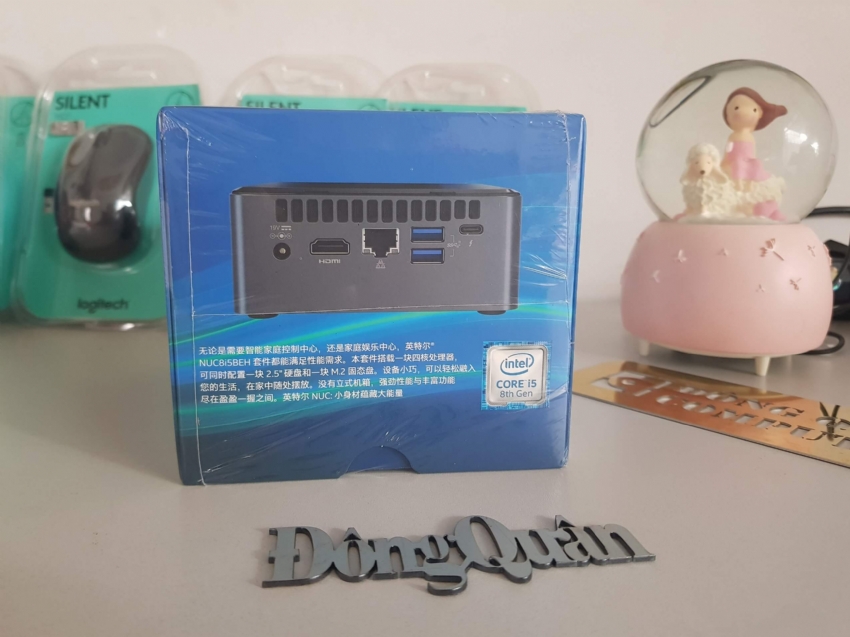 SILENT
logitech
SILENT
SILENT
19V
HDMI
无论是需要智能家庭控制中心，还是家庭娱乐中心，英特尔®
NUC8i5BEH 套件都能满足性能需求。本套件搭载一块四核处理器，
可同时配置一块 2.5" 硬盘和一块 M.2 固态盘。设备小巧，可以轻松融入
您的生活，在家中随处摆放。没有立式机箱，强劲性能与丰富功能
尽在盈盈一握之间。英特尔 NUC: 小身材蕴藏大能量
intel
CORE i5
8th Gen
ĐôngQuân